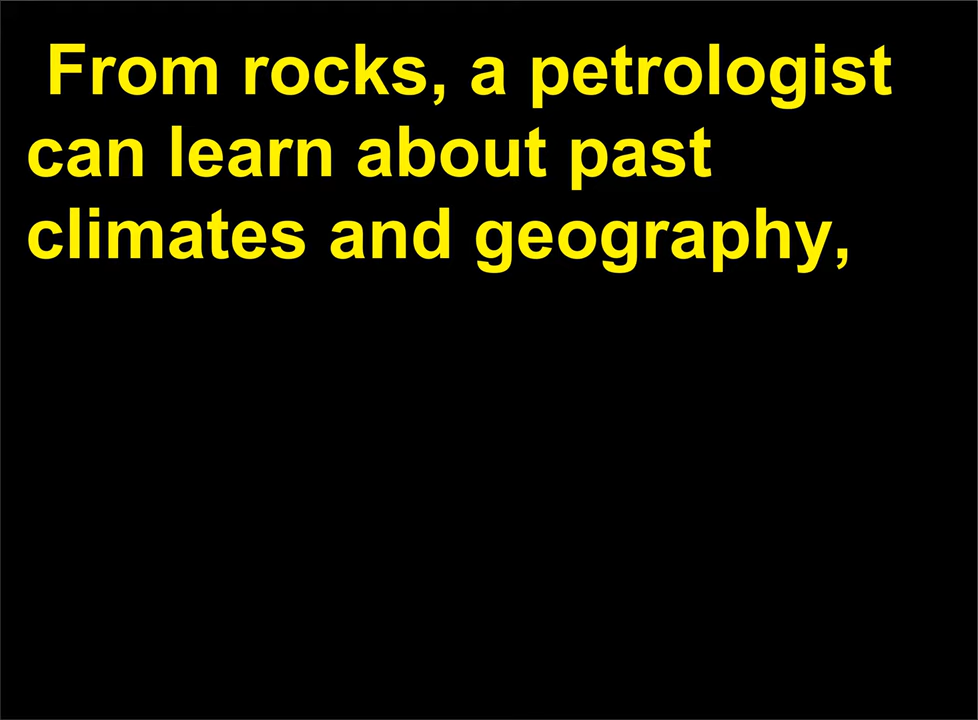 From rocks, a petrologist
can learn about past
climates and geography,